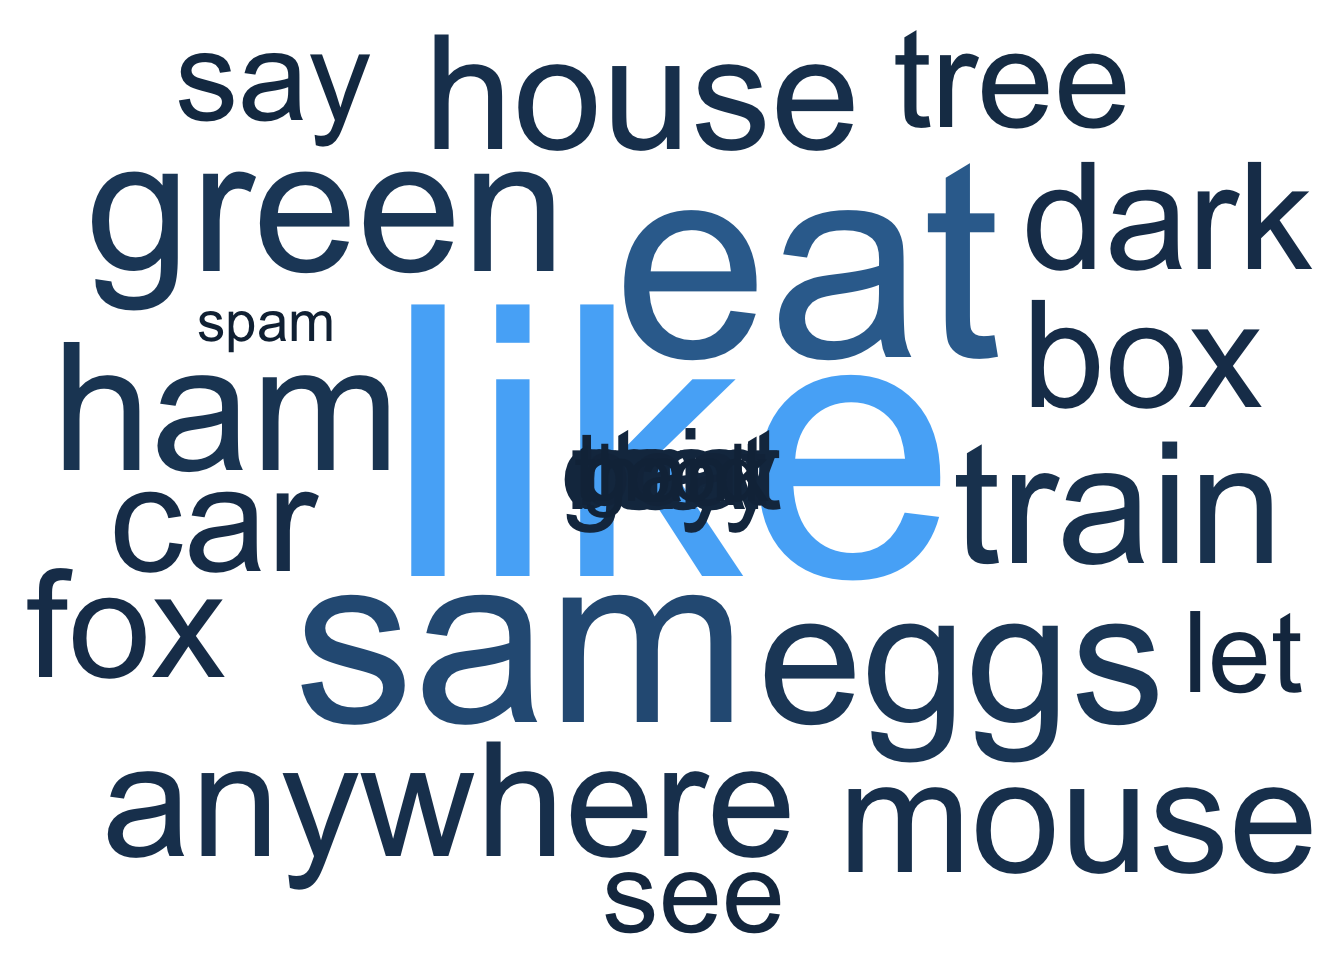 say house tree
green eat dark
spam
ham like box
car train
fox sam eggs let
anywhere mouse
see